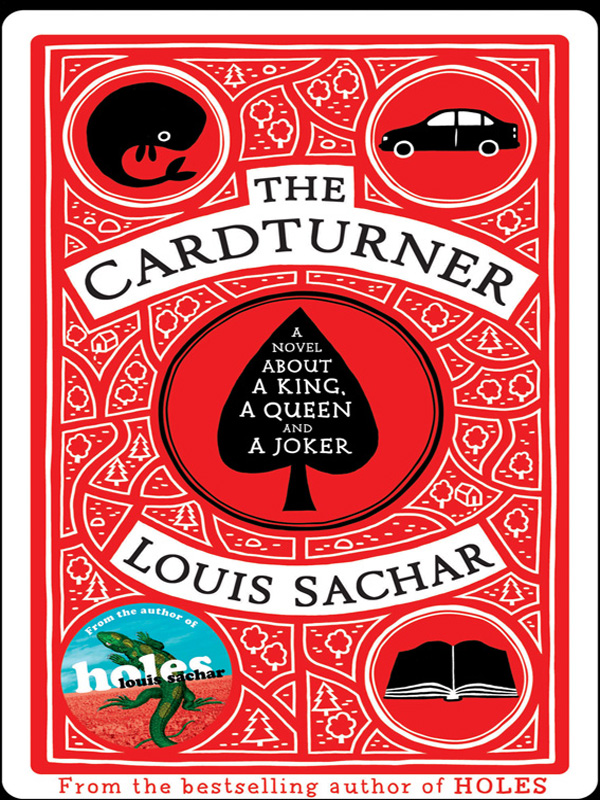 THE
CARDTURNER
A
NOVEL
ABOUT
A KING,
A QUEEN
AND
A JOKER
LOUIS SACHAR
From the author of
holes
louis sachar
From the bestselling author of HOLES